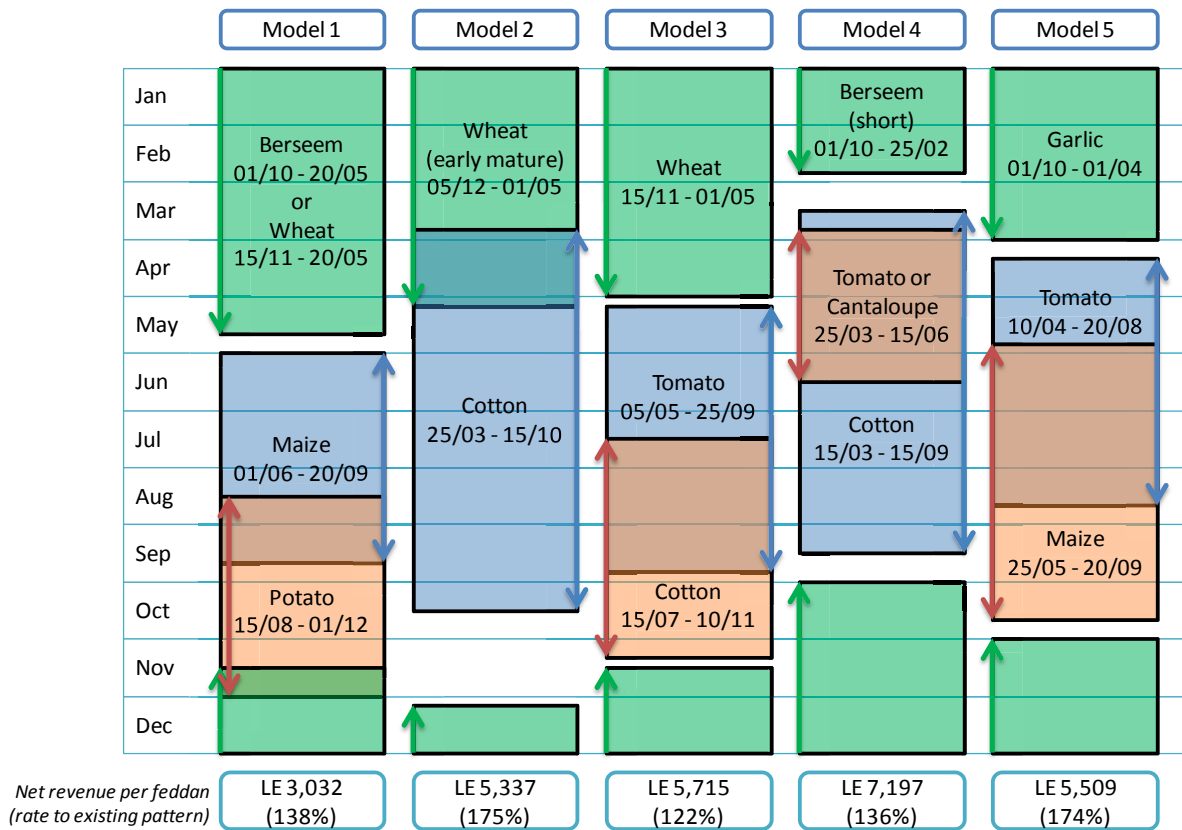 Model 1
Model 2
Model 3
Model 4
Model 5
Jan
Feb
Mar
Apr
May
Jun
Jul
Aug
Sep
Oct
Nov
Dec
Berseem
01/10 - 20/05
or
Wheat
15/11 - 20/05
Maize
01/06 - 20/09
Potato
15/08 - 01/12
Wheat
(early mature)
05/12 - 01/05
Cotton
25/03 - 15/10
Wheat
15/11 - 01/05
Tomato
05/05 - 25/09
Cotton
15/07 - 10/11
Berseem
(short)
01/10 - 25/02
Tomato or
Cantaloupe
25/03 - 15/06
Cotton
15/03 - 15/09
Garlic
01/10 - 01/04
Tomato
10/04 - 20/08
Maize
25/05 - 20/09
Net revenue per feddan
(rate to existing pattern)
LE 3,032
(138%)
LE 5,337
(175%)
LE 5,715
(122%)
LE 7,197
(136%)
LE 5,509
(174%)